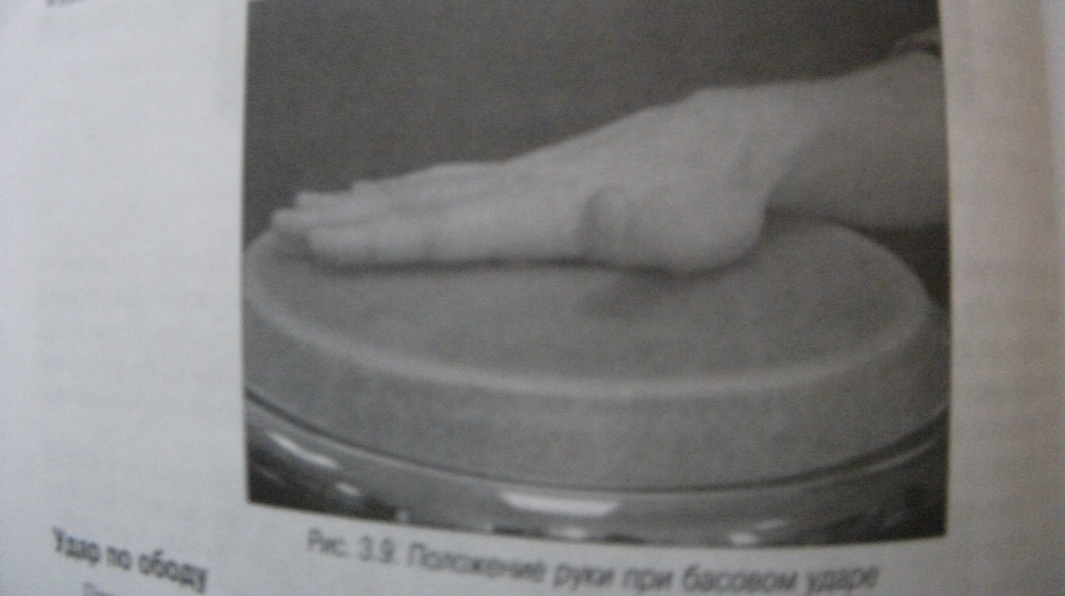 Рис. 3.9. Положение руки при басовом ударе
Удар по ободу